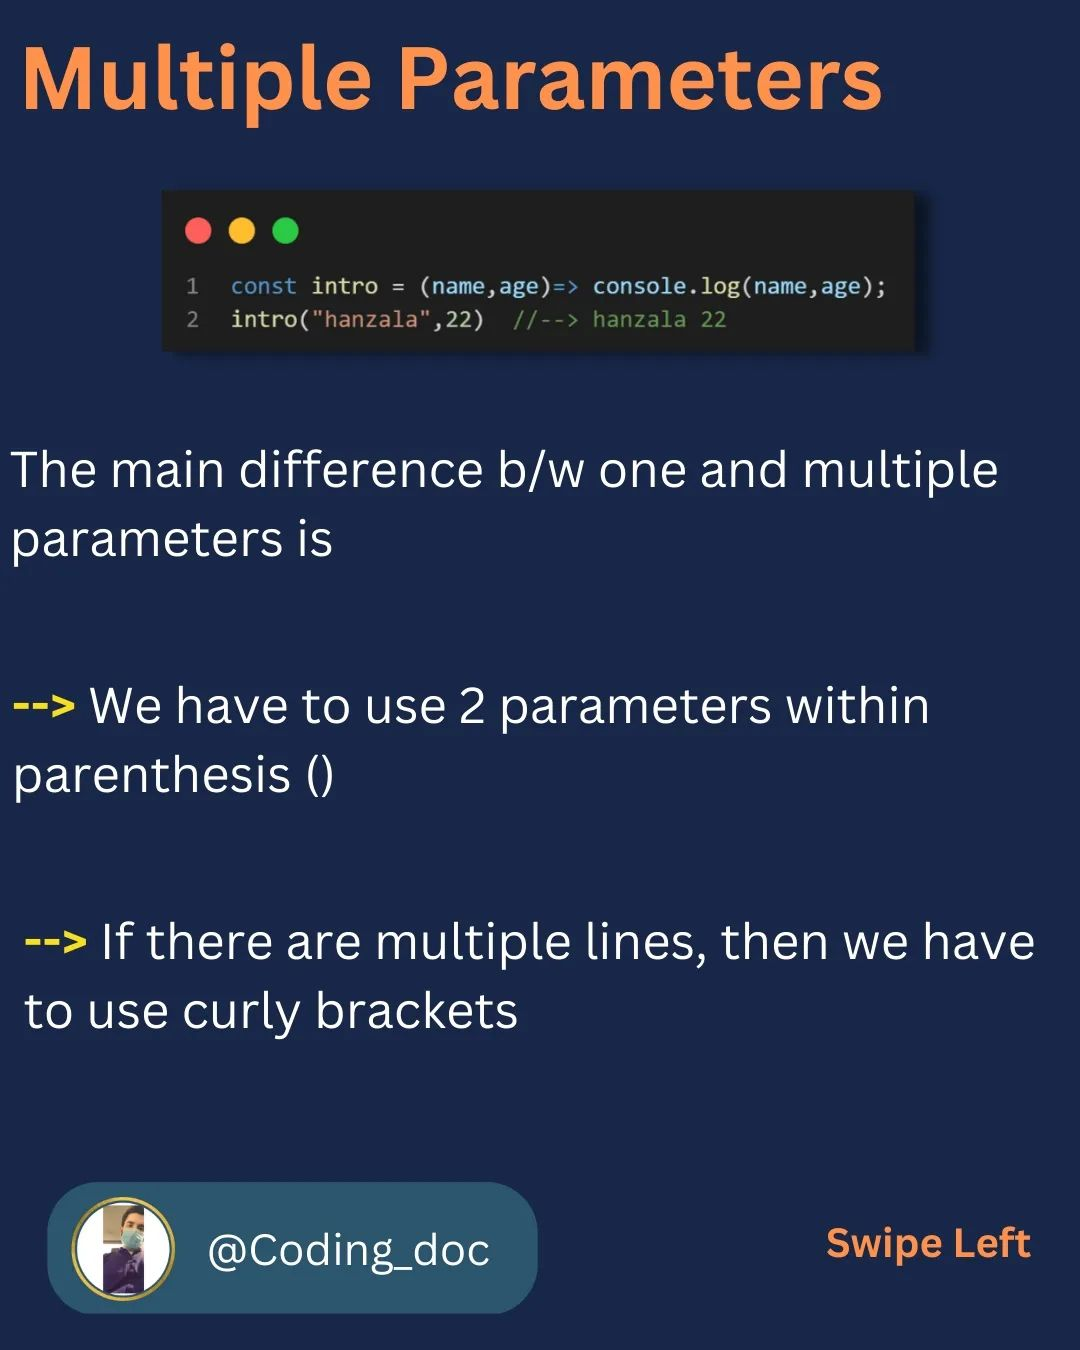 Multiple Parameters
1 const intro = (name,age)=> console.log(name,age);
2 intro("hanzala",22) //--> hanzala 22
The main difference b/w one and multiple
parameters is
--> We have to use 2 parameters within
parenthesis ()
--> If there are multiple lines, then we have
to use curly brackets
@Coding_doc
Swipe Left